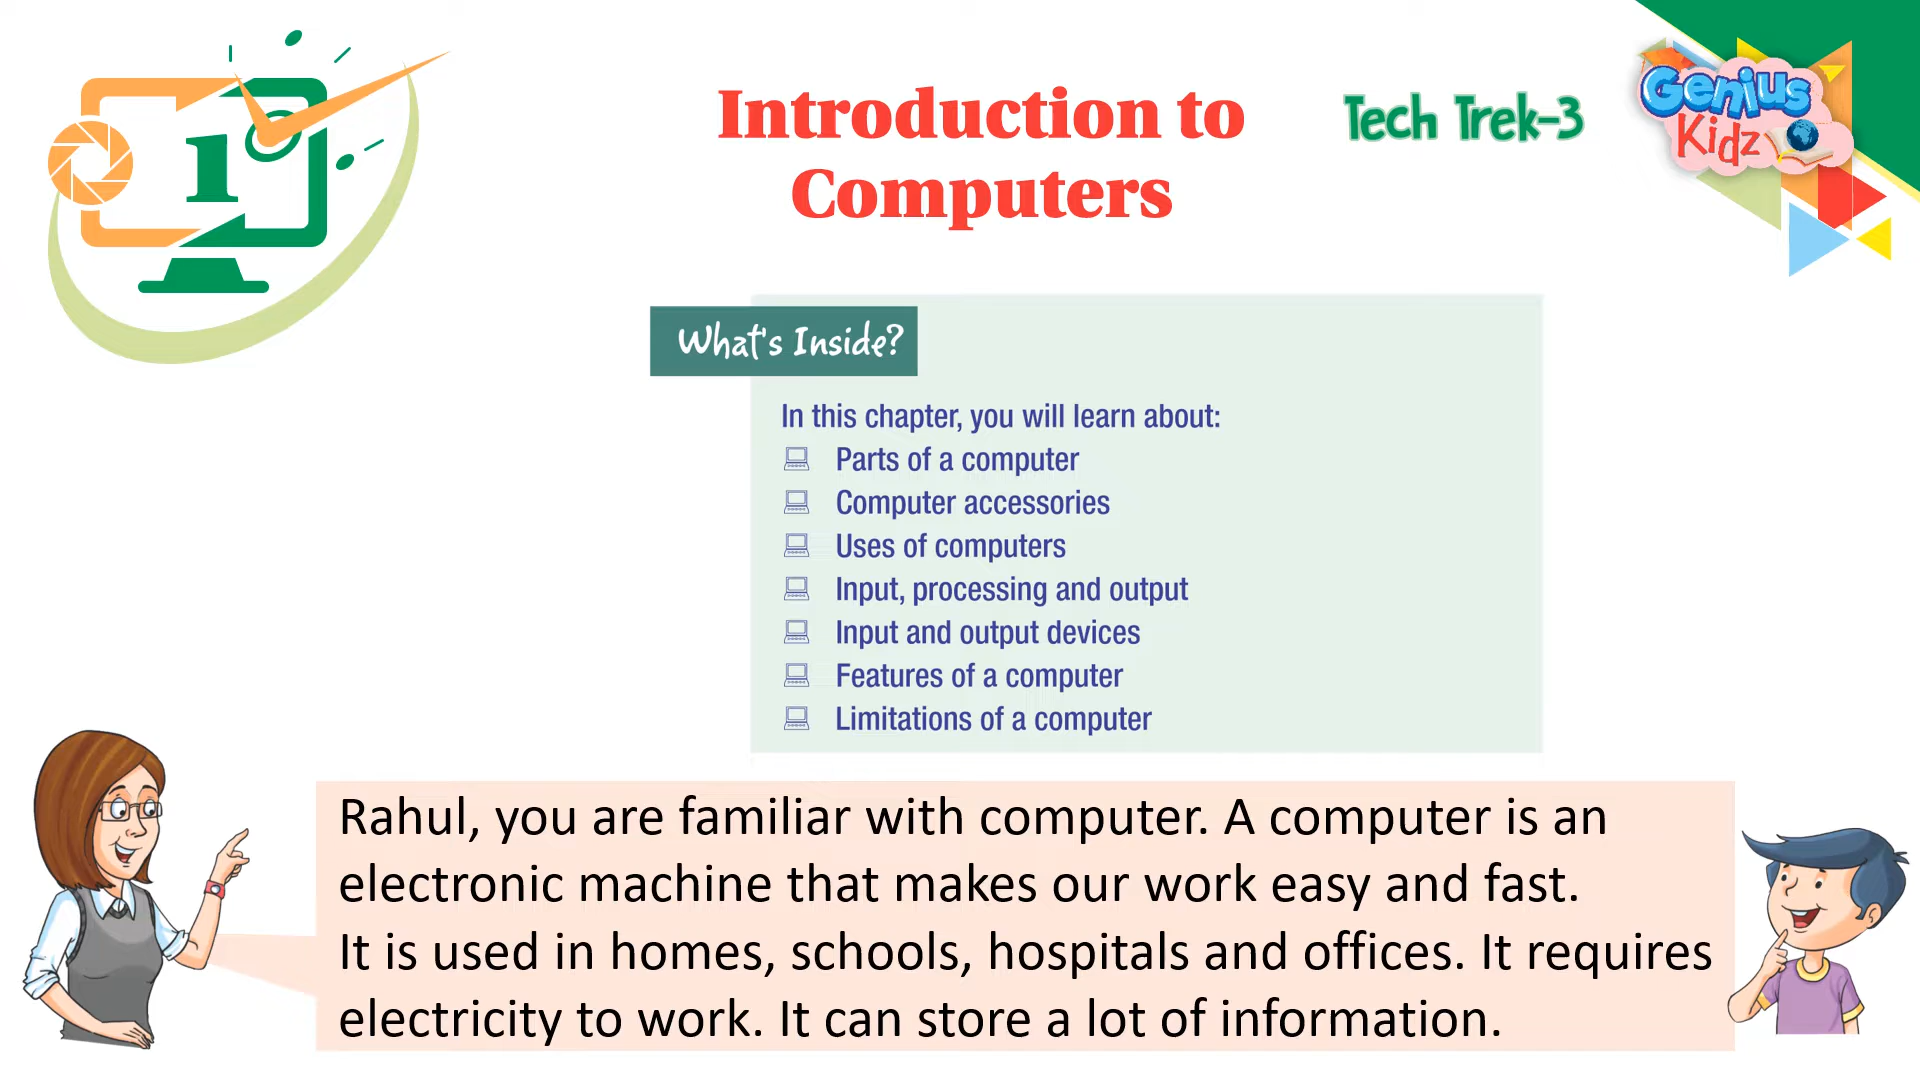 1
Introduction to
Computers
Tech Trek-3
Genius
Kidz
What's Inside?
In this chapter, you will learn about:
Parts of a computer
Computer accessories
Uses of computers
Input, processing and output
Input and output devices
Features of a computer
Limitations of a computer
Rahul, you are familiar with computer. A computer is an
electronic machine that makes our work easy and fast.
It is used in homes, schools, hospitals and offices. It requires
electricity to work. It can store a lot of information.